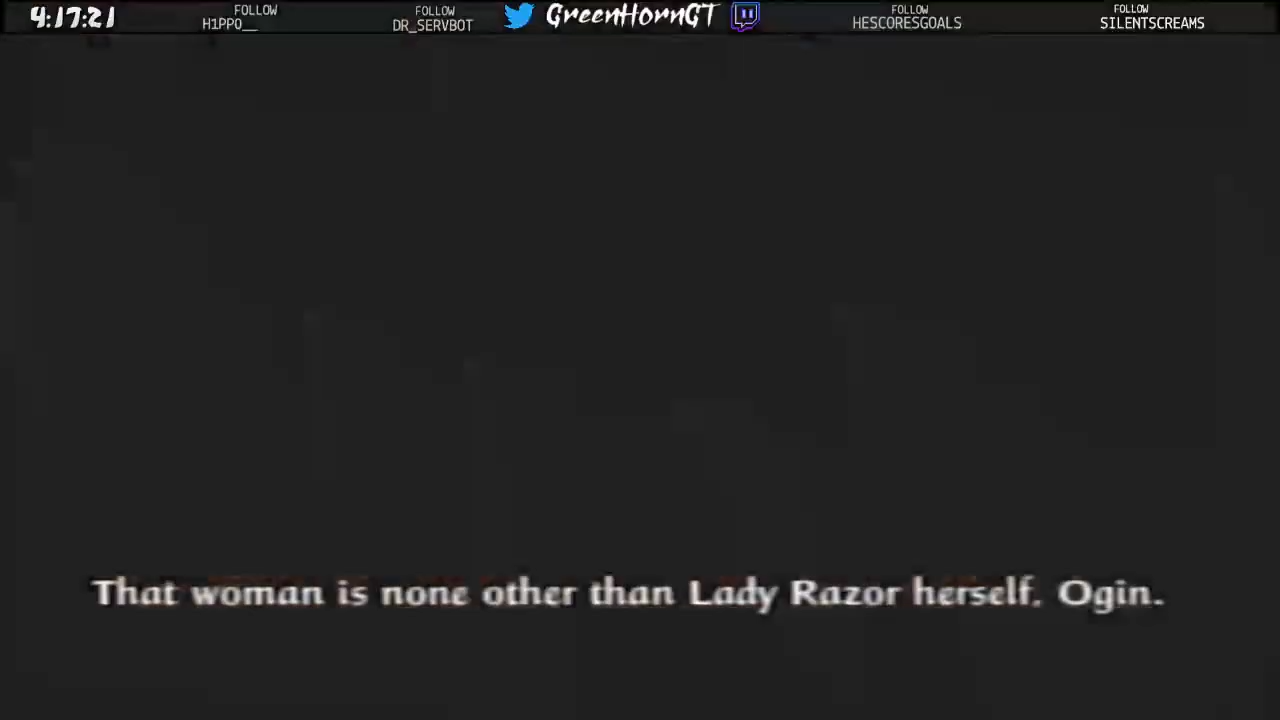 4:17:21
FOLLOW
H1PPO__
FOLLOW
DR_SERVBOT
GreenHornGT
FOLLOW
HESCORESGOALS
FOLLOW
SILENTSCREAMS
That woman is none other than Lady Razor herself. Ogin.